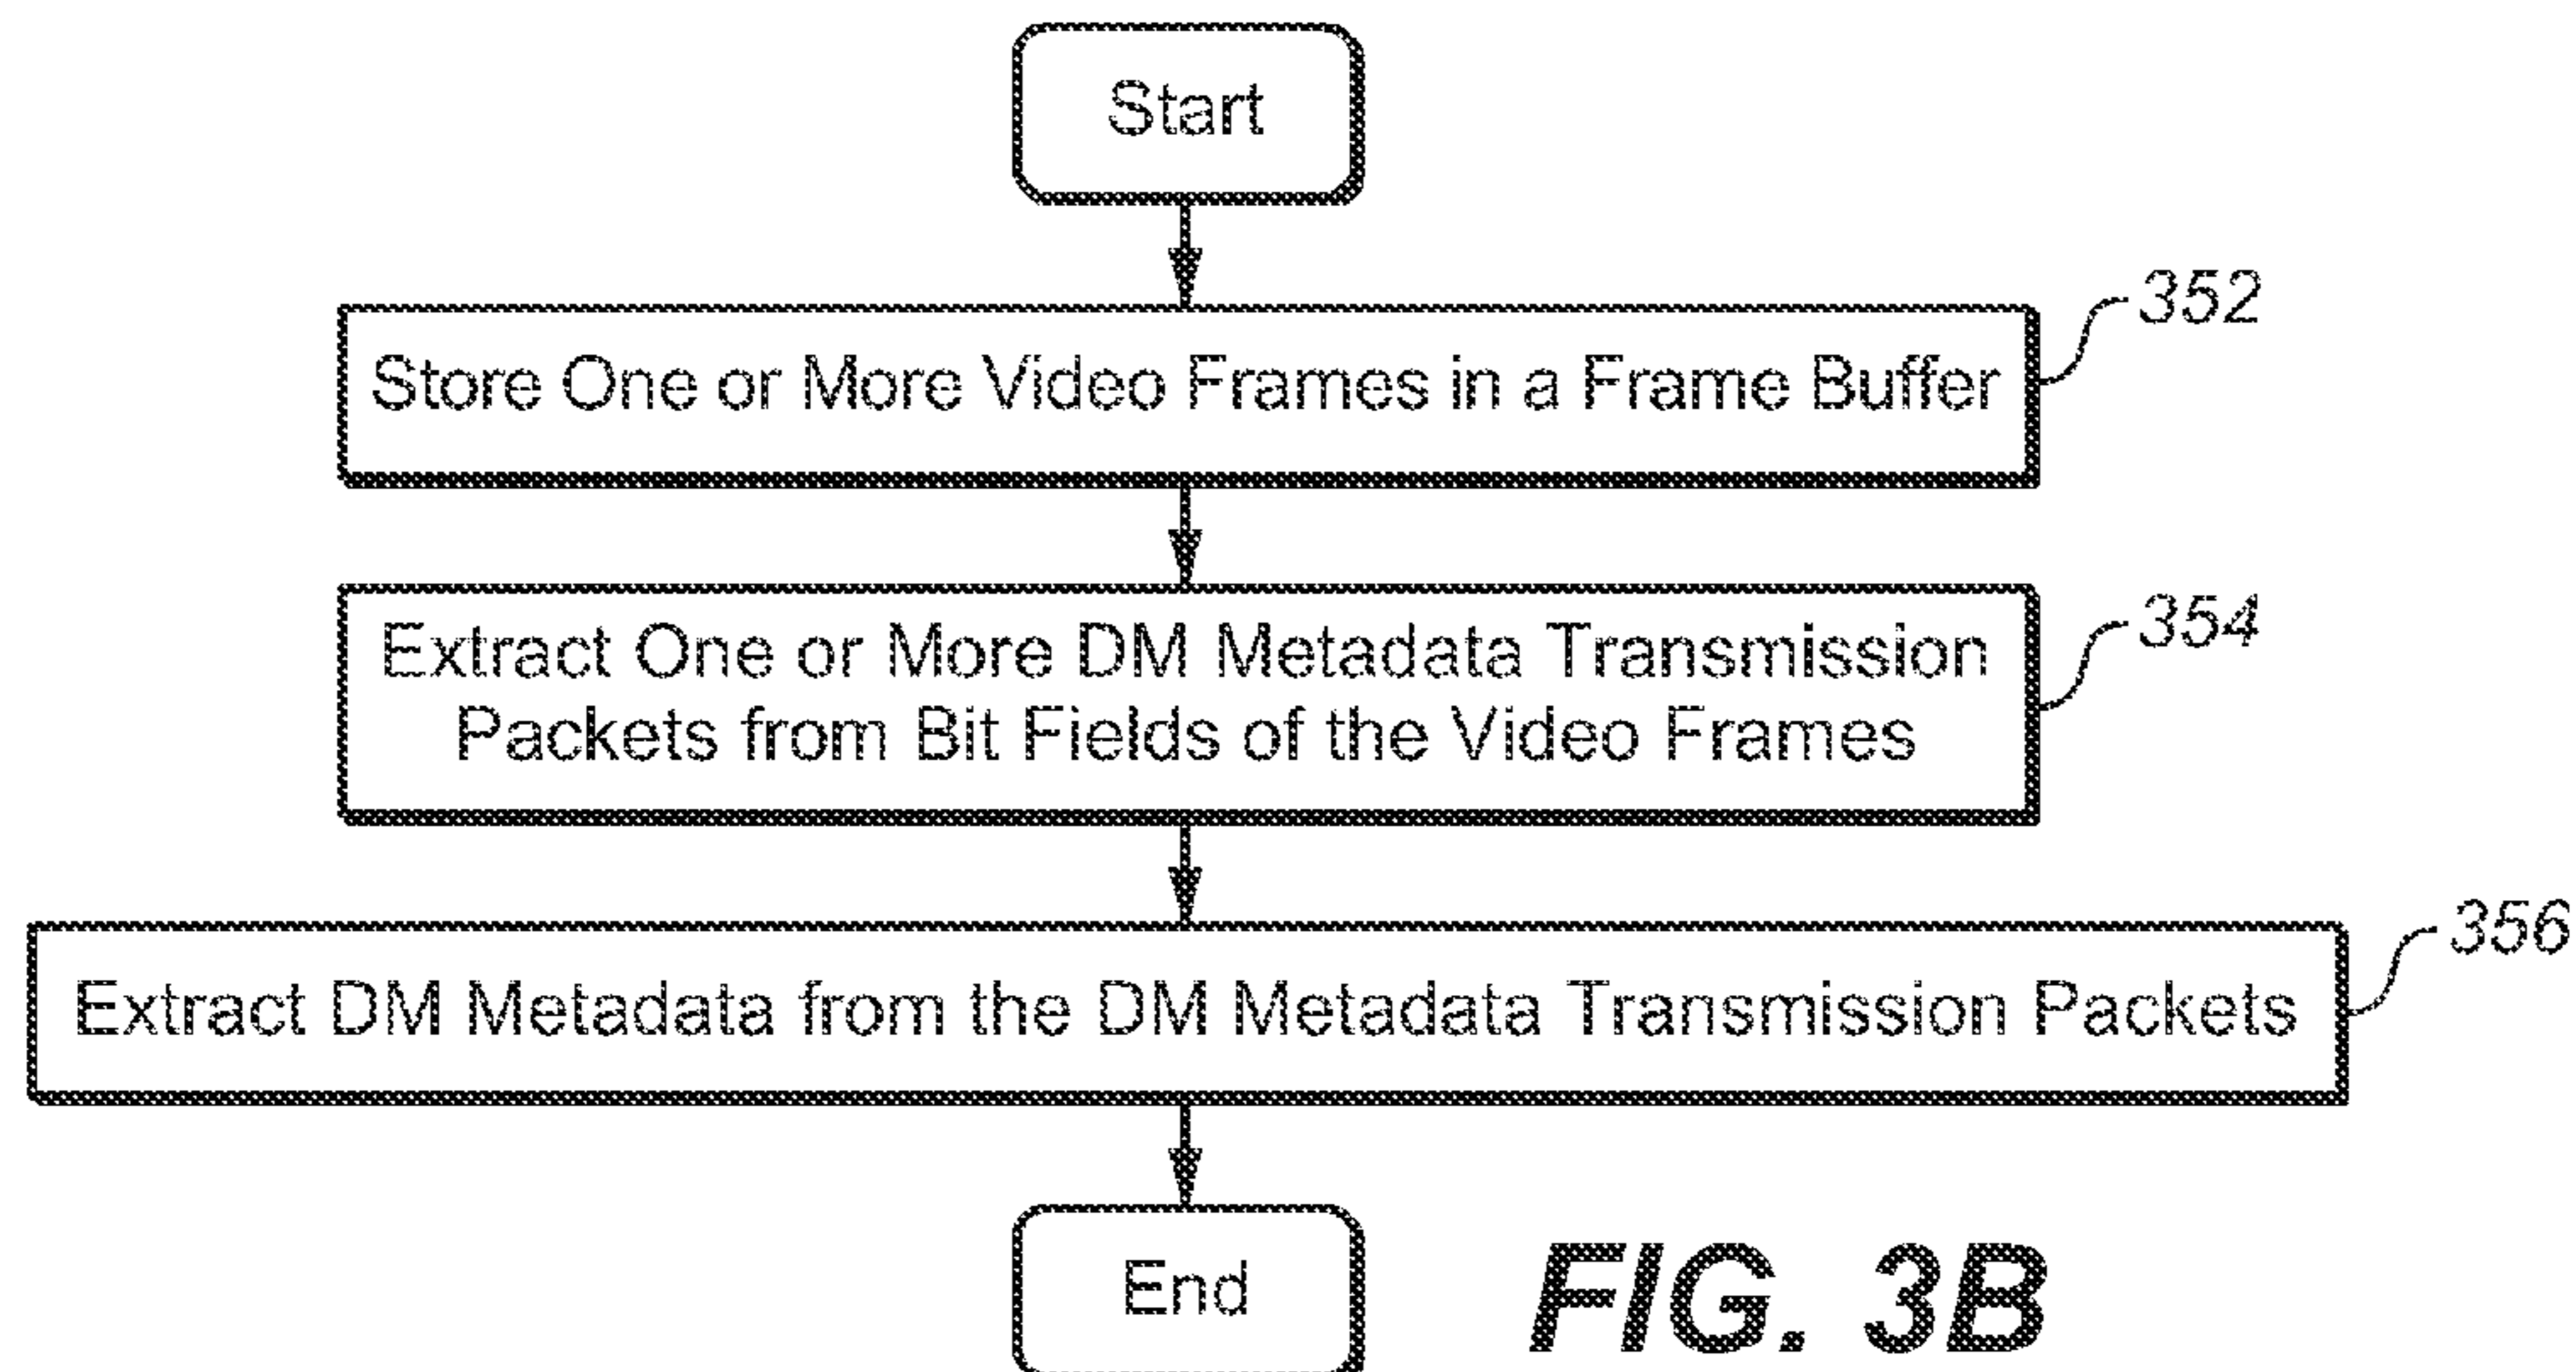 Start
352
Store One or More Video Frames in a Frame Buffer
354
Extract One or More DM Metadata Transmission
Packets from Bit Fields of the Video Frames
356
Extract DM Metadata from the DM Metadata Transmission Packets
End
FIG. 3B